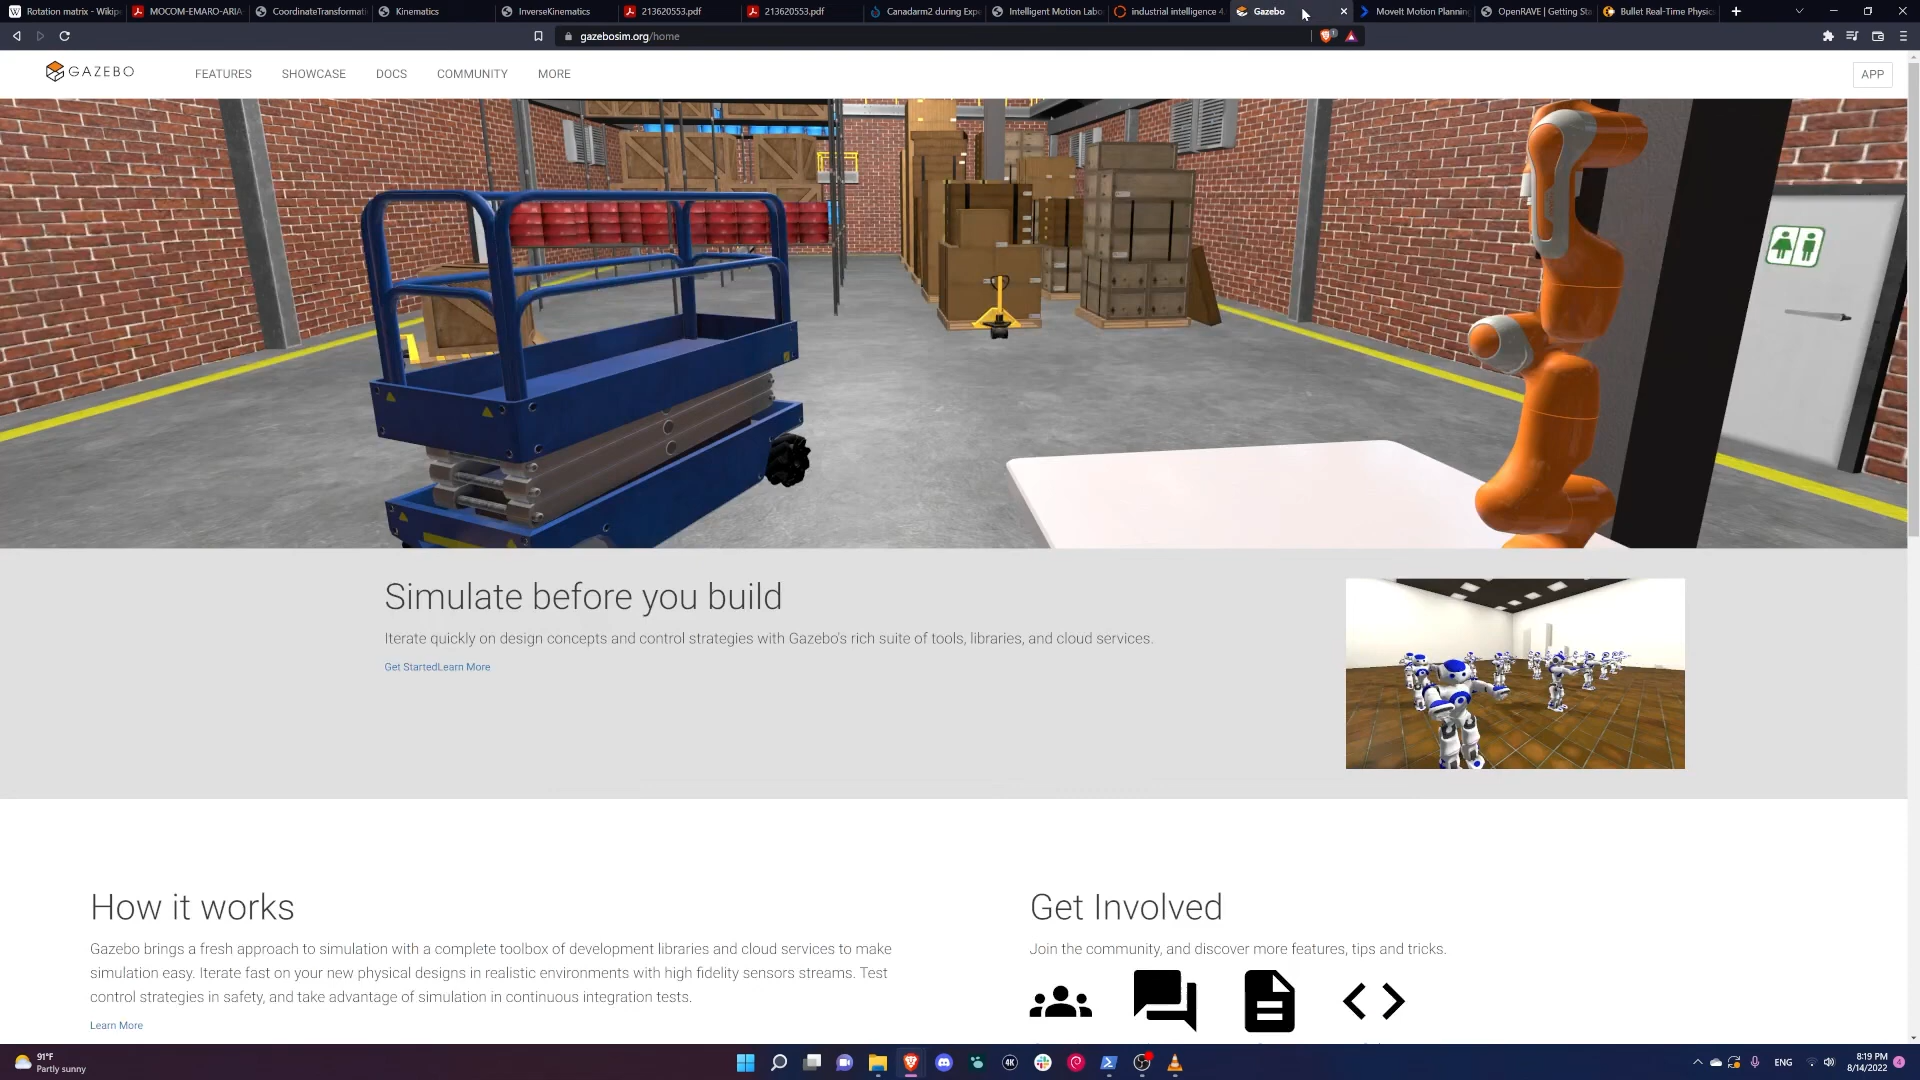 Rotation matrix - Wikip
MOCOM-EMARO-ARIA
CoordinateTransformati
Kinematics
InverseKinematics
213620553.pdf
213620553.pdf
Canadarm2 during Expe
Intelligent Motion Labo
industrial intelligence 4.
Gazebo
MoveIt Motion Planning
OpenRAVE | Getting Sta
Bullet Real-Time Physic
gazebosim.org/home
1
GAZEBO
FEATURES
SHOWCASE
DOCS
COMMUNITY
MORE
APP
Simulate before you build
Iterate quickly on design concepts and control strategies with Gazebo's rich suite of tools, libraries, and cloud services.
Get StartedLearn More
How it works
Gazebo brings a fresh approach to simulation with a complete toolbox of development libraries and cloud services to make
simulation easy. Iterate fast on your new physical designs in realistic environments with high fidelity sensors streams. Test
control strategies in safety, and take advantage of simulation in continuous integration tests.
Learn More
Get Involved
Join the community, and discover more features, tips and tricks.
91°F
Partly sunny
4K
ENG
8:19 PM
8/14/2022
4